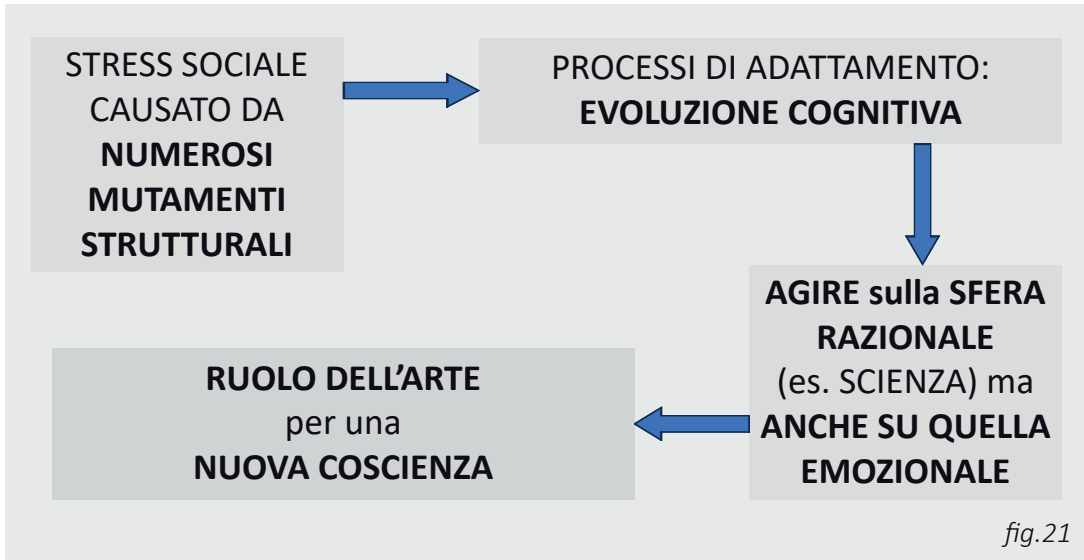 STRESS SOCIALE
CAUSATO DA
NUMEROSI
MUTAMENTI
STRUTTURALI
PROCESSI DI ADATTAMENTO:
EVOLUZIONE COGNITIVA
AGIRE sulla SFERA
RAZIONALE
(es. SCIENZA) ma
ANCHE SU QUELLA
EMOZIONALE
RUOLO DELL’ARTE
per una
NUOVA COSCIENZA
fig.21